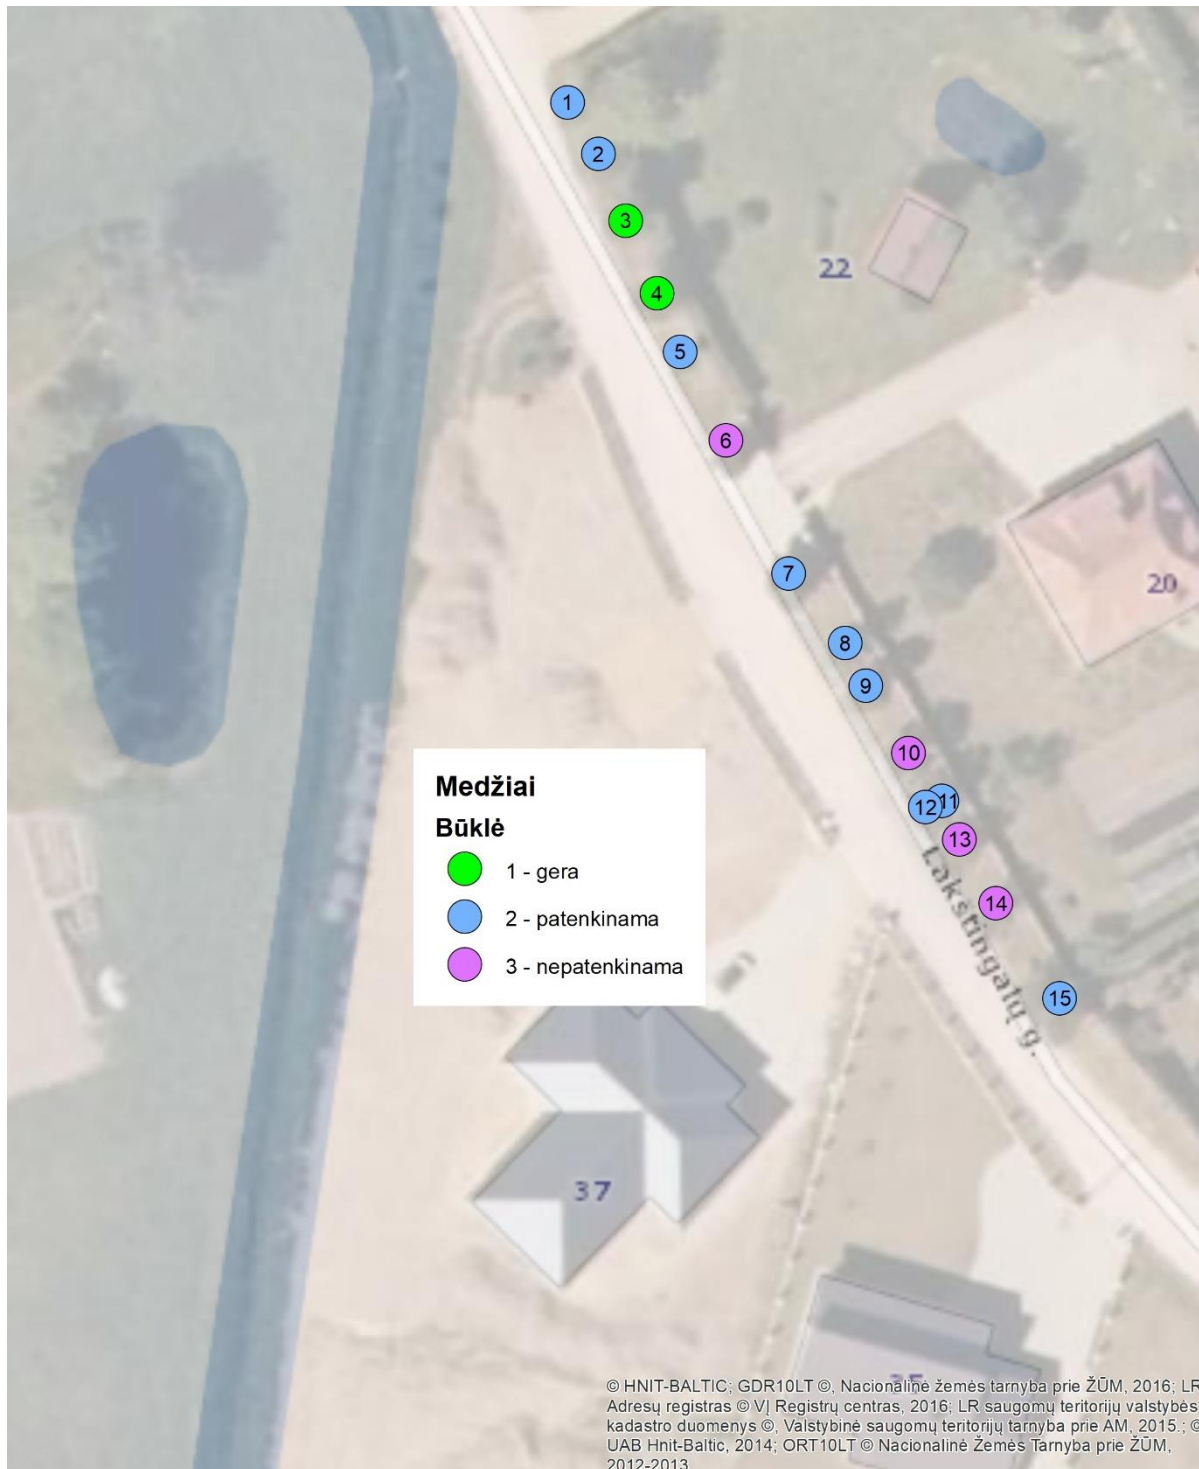 1
2
3
22
4
5
6
7
20
8
9
10
12
11
13
Lakštingalų g.
14
15
Medžiai
Būklė
1 - gera
2 - patenkinama
3 - nepatenkinama
37
35
© HNIT-BALTIC; GDR10LT ©, Nacionalinė žemės tarnyba prie ŽŪM, 2016; LR
Adresų registras © VĮ Registrų centras, 2016; LR saugomų teritorijų valstybės
kadastro duomenys ©, Valstybinė saugomų teritorijų tarnyba prie AM, 2015.; ©
UAB Hnit-Baltic, 2014; ORT10LT © Nacionalinė Žemės Tarnyba prie ŽŪM,
2012-2013